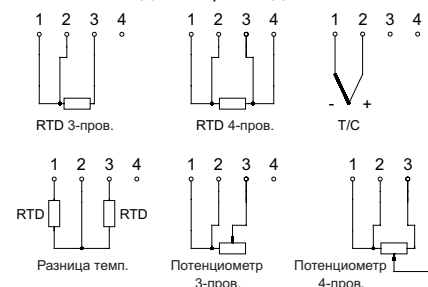 1 2 3 4
1 2 3 4
1 2 3 4
RTD 3-пров.
RTD 4-пров.
- +
T/C
1 2 3 4
1 2 3 4
1 2 3
RTD
RTD
Разница темп.
Потенциометр
3-пров.
Потенциометр
4-пров.